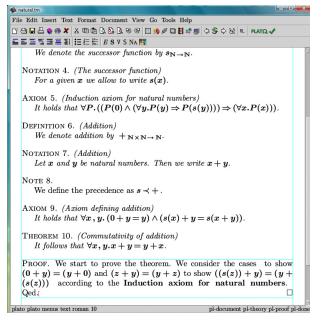 natural.tm
File Edit Insert Text Format Document View Go Tools Help
PLATΩ
E S V S Na
We denote the successor function by s_{N→N}.
NOTATION 4. (The successor function)
For a given x we allow to write s(x).
AXIOM 5. (Induction axiom for natural numbers)
It holds that ∀P.((P(0) ∧ (∀y.P(y) ⇒ P(s(y)))) ⇒ (∀x.P(x))).
DEFINITION 6. (Addition)
We denote addition by +_{N×N→N}.
NOTATION 7. (Addition)
Let x and y be natural numbers. Then we write x + y.
NOTE 8.
We define the precedence as s ≺ +.
AXIOM 9. (Axiom defining addition)
It holds that ∀x, y. (0 + y = y) ∧ (s(x) + y = s(x + y)).
THEOREM 10. (Commutativity of addition)
It follows that ∀x, y. x + y = y + x.
PROOF. We start to prove the theorem. We consider the cases to show
(0 + y) = (y + 0) and (z + y) = (y + z) to show ((s(z)) + y) = (y +
(s(z))) according to the Induction axiom for natural numbers.
Qed.
plato plato menus text roman 10 pl-document pl-theory pl-proof pl-done